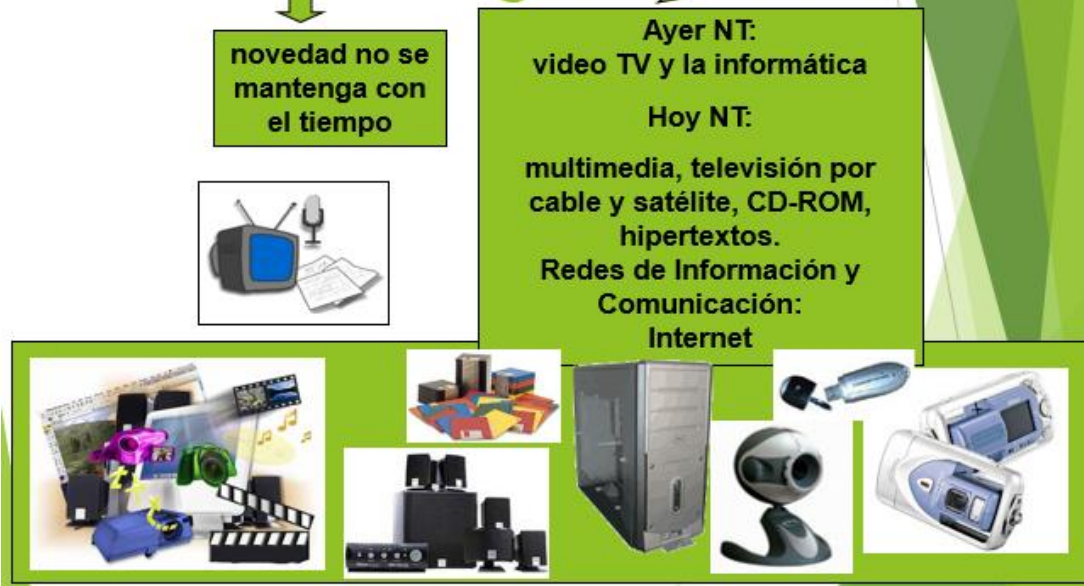 novedad no se
mantenga con
el tiempo
Ayer NT:
video TV y la informática
Hoy NT:
multimedia, televisión por
cable y satélite, CD-ROM,
hipertextos.
Redes de Información y
Comunicación:
Internet